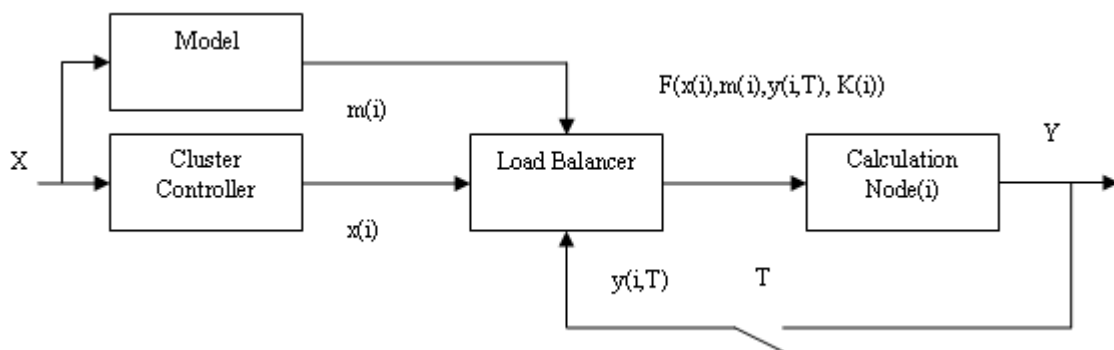 Model
F(x(i),m(i),y(i,T), K(i))
m(i)
X
Cluster
Controller
Load Balancer
Calculation
Node(i)
Y
x(i)
y(i,T)
T